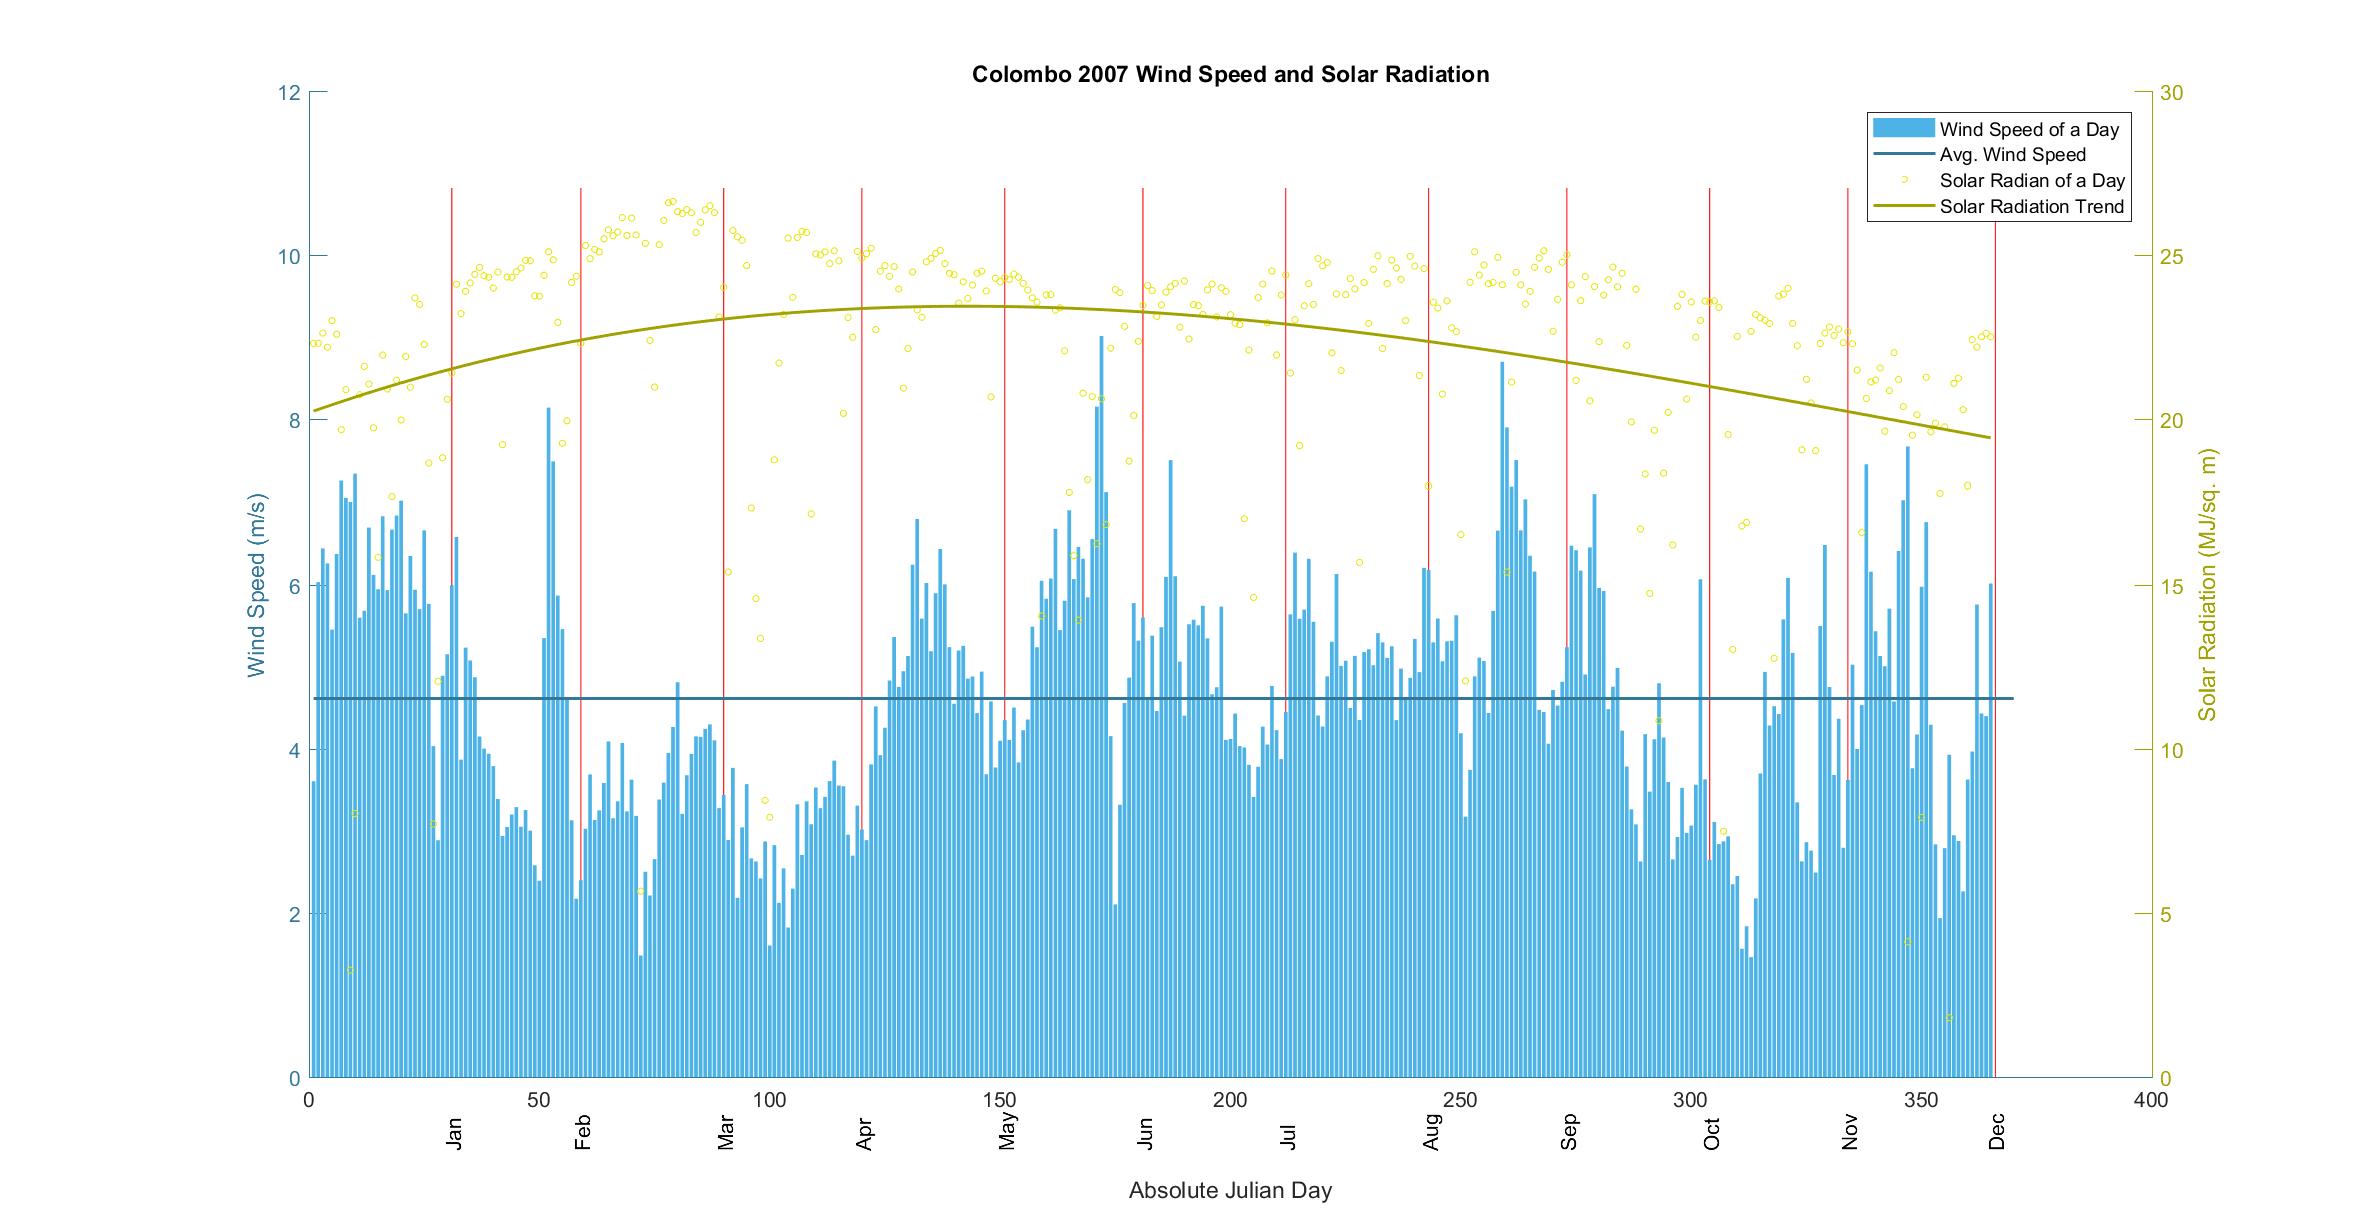 Colombo 2007 Wind Speed and Solar Radiation
Wind Speed of a Day
Avg. Wind Speed
Solar Radian of a Day
Solar Radiation Trend
12
10
8
6
4
2
0
Wind Speed (m/s)
30
25
20
15
10
5
0
Solar Radiation (MJ/sq. m)
0 50 100 150 200 250 300 350 400
Jan Feb Mar Apr May Jun Jul Aug Sep Oct Nov Dec
Absolute Julian Day